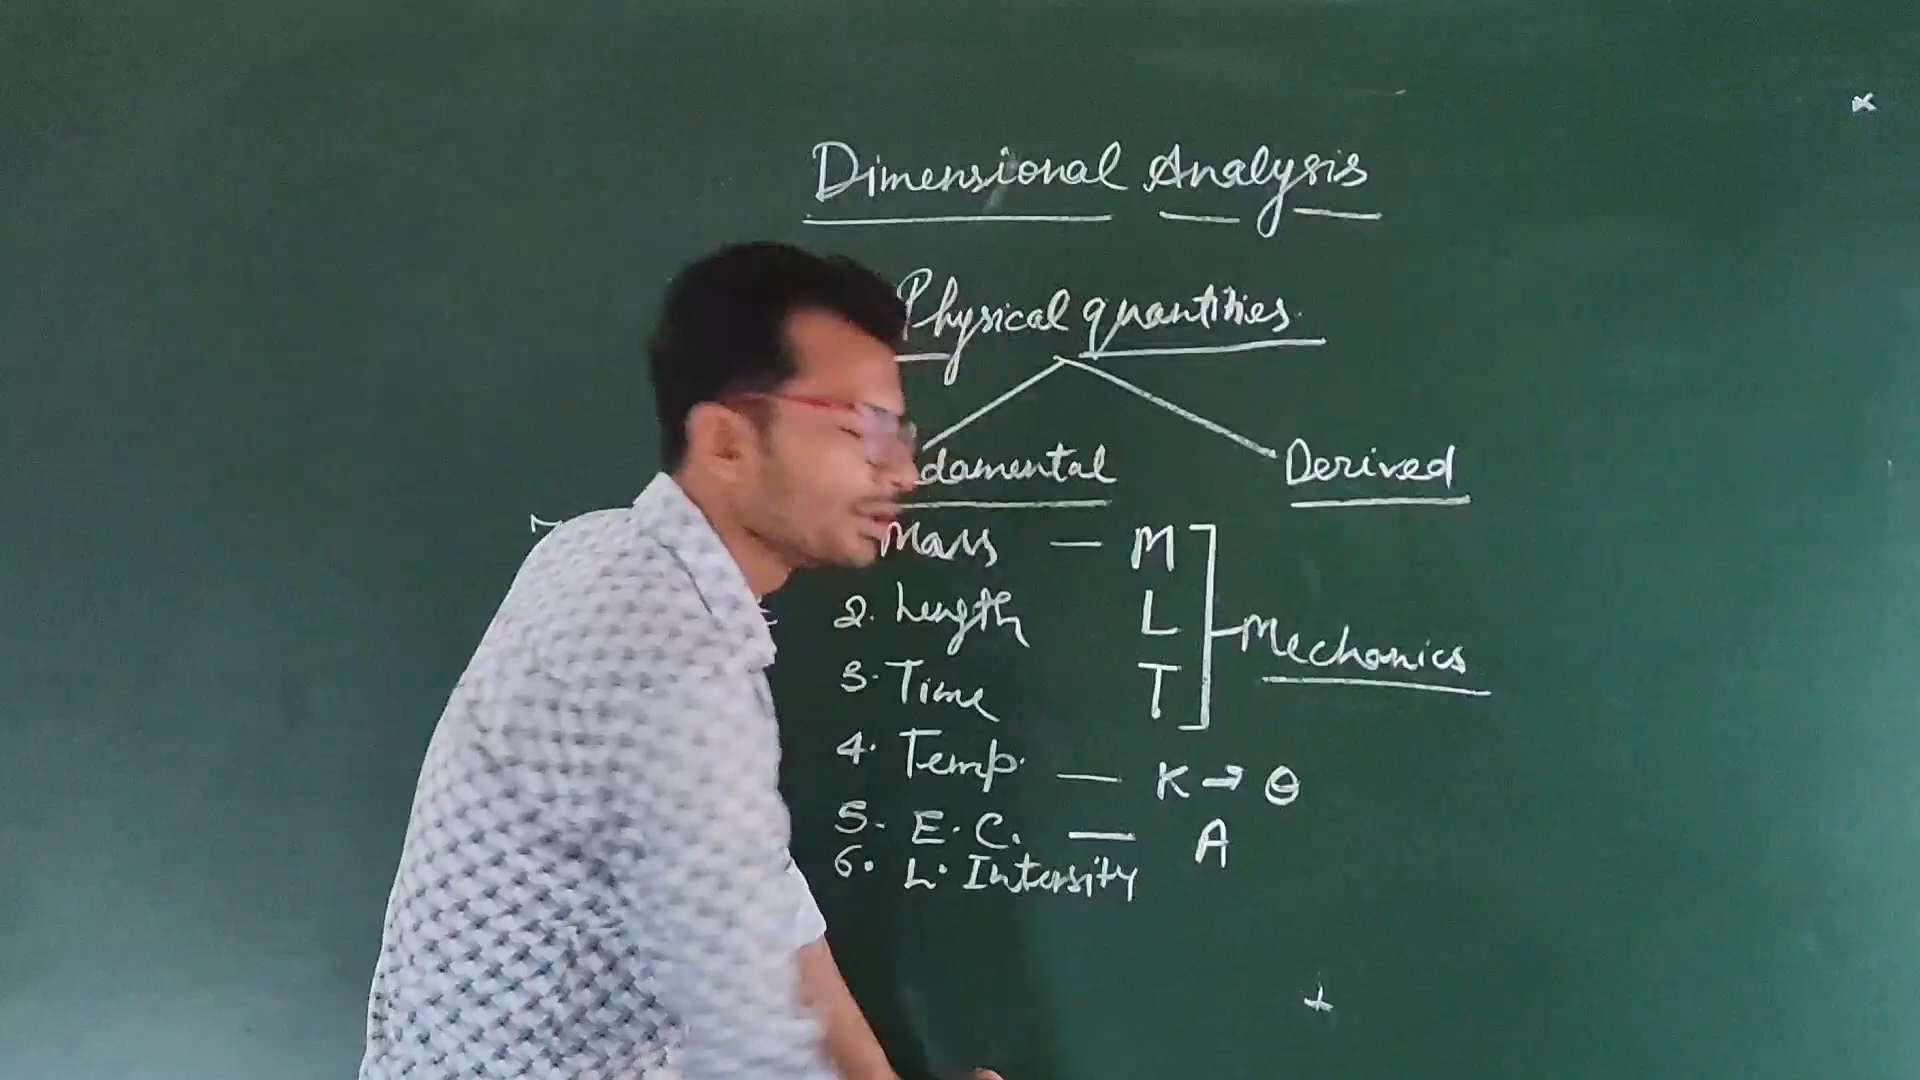 Dimensional Analysis
Physical quantities
damental
Derived
Mass — M
2. Length L
Mechanics
3. Time T
4. Temp. — K → θ
5. E.C. — A
6. L. Intensity